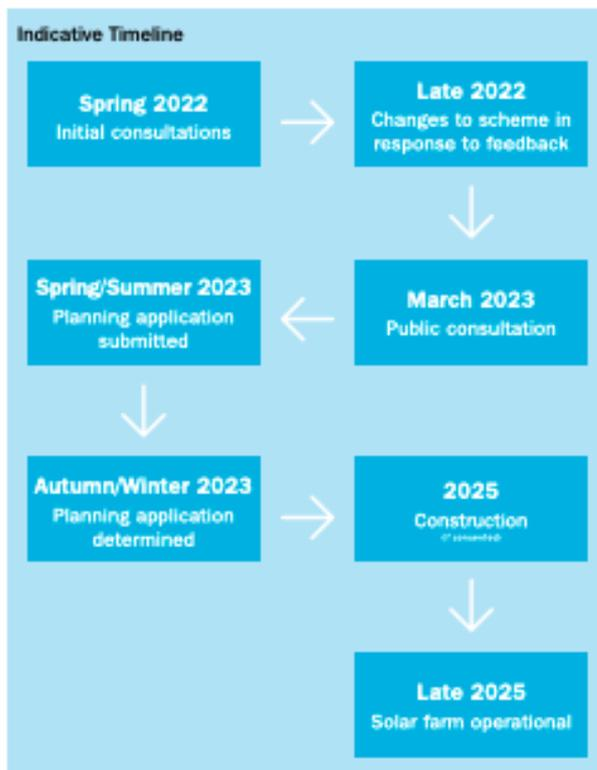 Indicative Timeline
Spring 2022
Initial consultations
Late 2022
Changes to scheme in
response to feedback
March 2023
Public consultation
Spring/Summer 2023
Planning application
submitted
Autumn/Winter 2023
Planning application
determined
2025
Construction
(if consented)
Late 2025
Solar farm operational